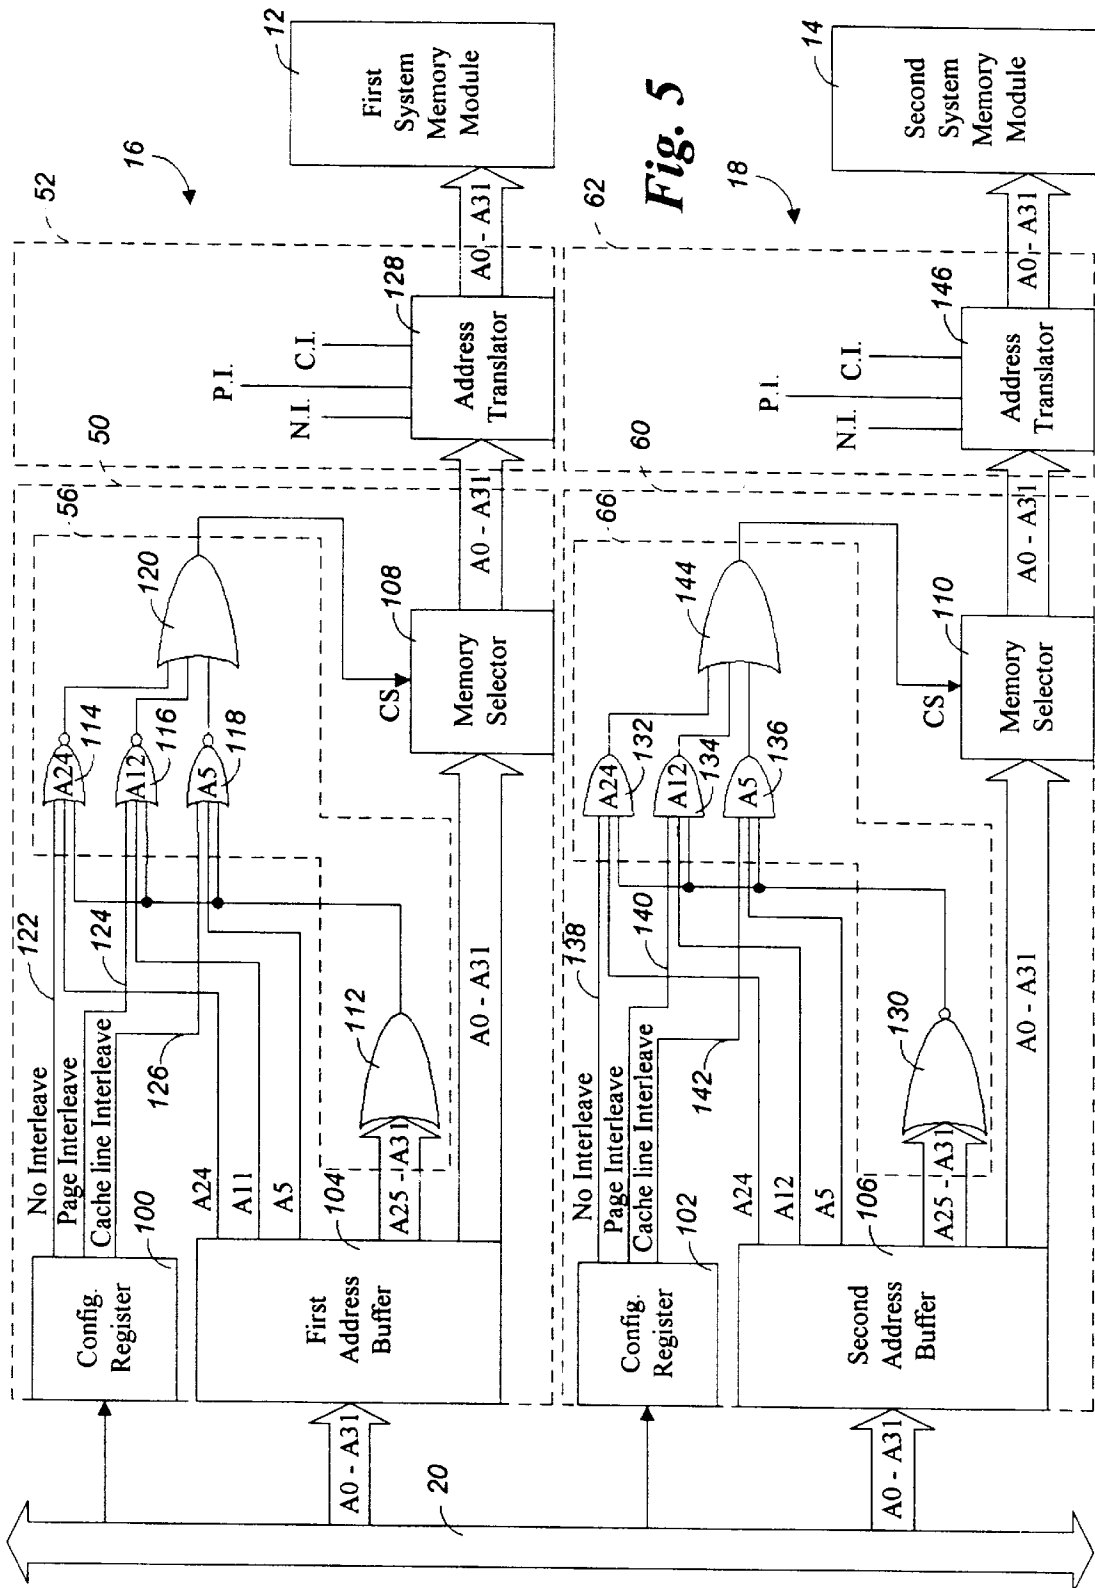 12
First
System
Memory
Module
16
52
A0 - A31
128
Address
Translator
N.I.
P.I.
C.I.
50
56
A0 - A31
120
108
CS
Memory
Selector
A24
114
A12
116
A5
118
122
124
126
No Interleave
Page Interleave
Cache line Interleave
112
A24
A11
A5
A25 - A31
A0 - A31
100
Config.
Register
104
First
Address
Buffer
A0 - A31
20
Fig. 5
14
Second
System
Memory
Module
18
62
A0 - A31
146
Address
Translator
N.I.
P.I.
C.I.
60
66
A0 - A31
144
110
CS
Memory
Selector
A24
132
A12
134
A5
136
138
140
142
No Interleave
Page Interleave
Cache line Interleave
130
A24
A12
A5
A25 - A31
A0 - A31
102
Config.
Register
106
Second
Address
Buffer
A0 - A31